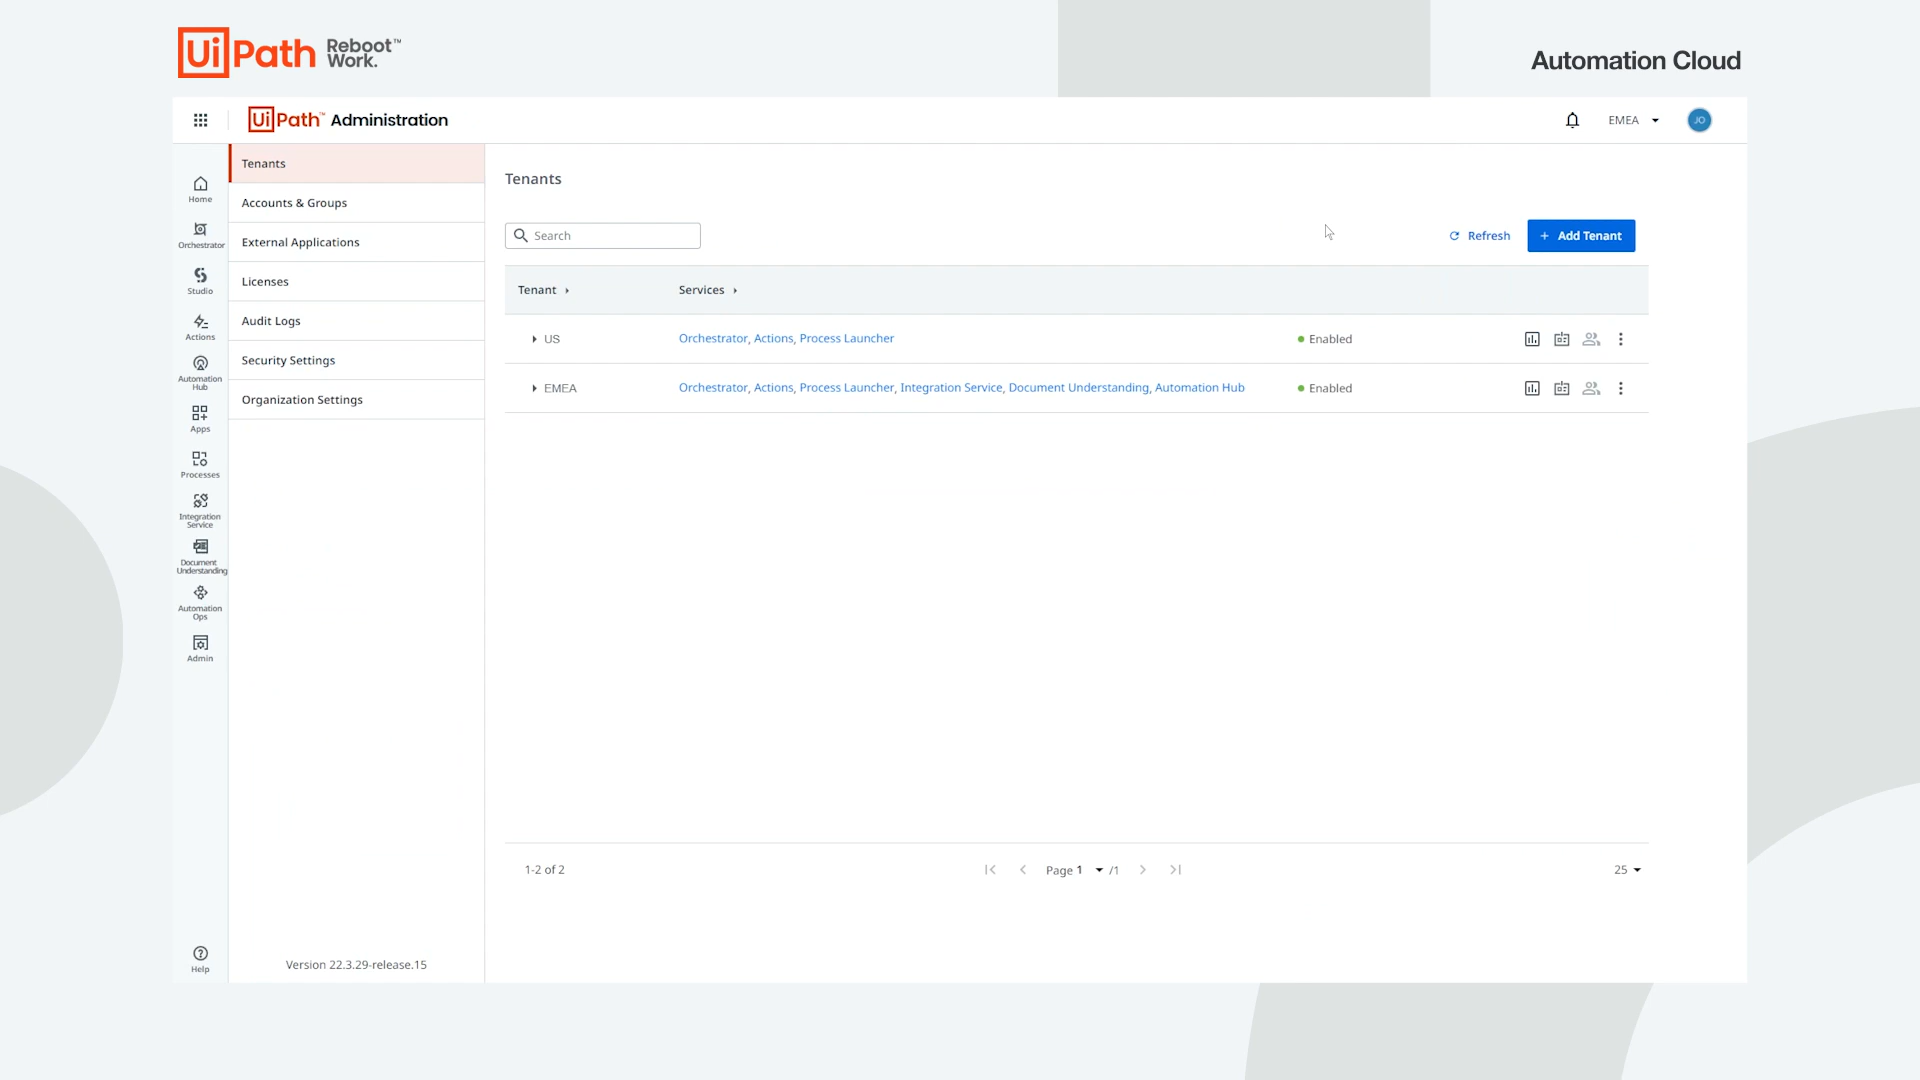 UiPath Reboot Work.™
Automation Cloud
UiPath™ Administration
EMEA
JO
Home
Orchestrator
Studio
Actions
Automation
Hub
Apps
Processes
Integration
Service
Document
Understanding
Automation
Ops
Admin
Help
Tenants
Accounts & Groups
External Applications
Licenses
Audit Logs
Security Settings
Organization Settings
Version 22.3.29-release.15
Tenants
Search
Refresh
+ Add Tenant
Tenant Services
US Orchestrator, Actions, Process Launcher Enabled
EMEA Orchestrator, Actions, Process Launcher, Integration Service, Document Understanding, Automation Hub Enabled
1-2 of 2 Page 1 /1 25